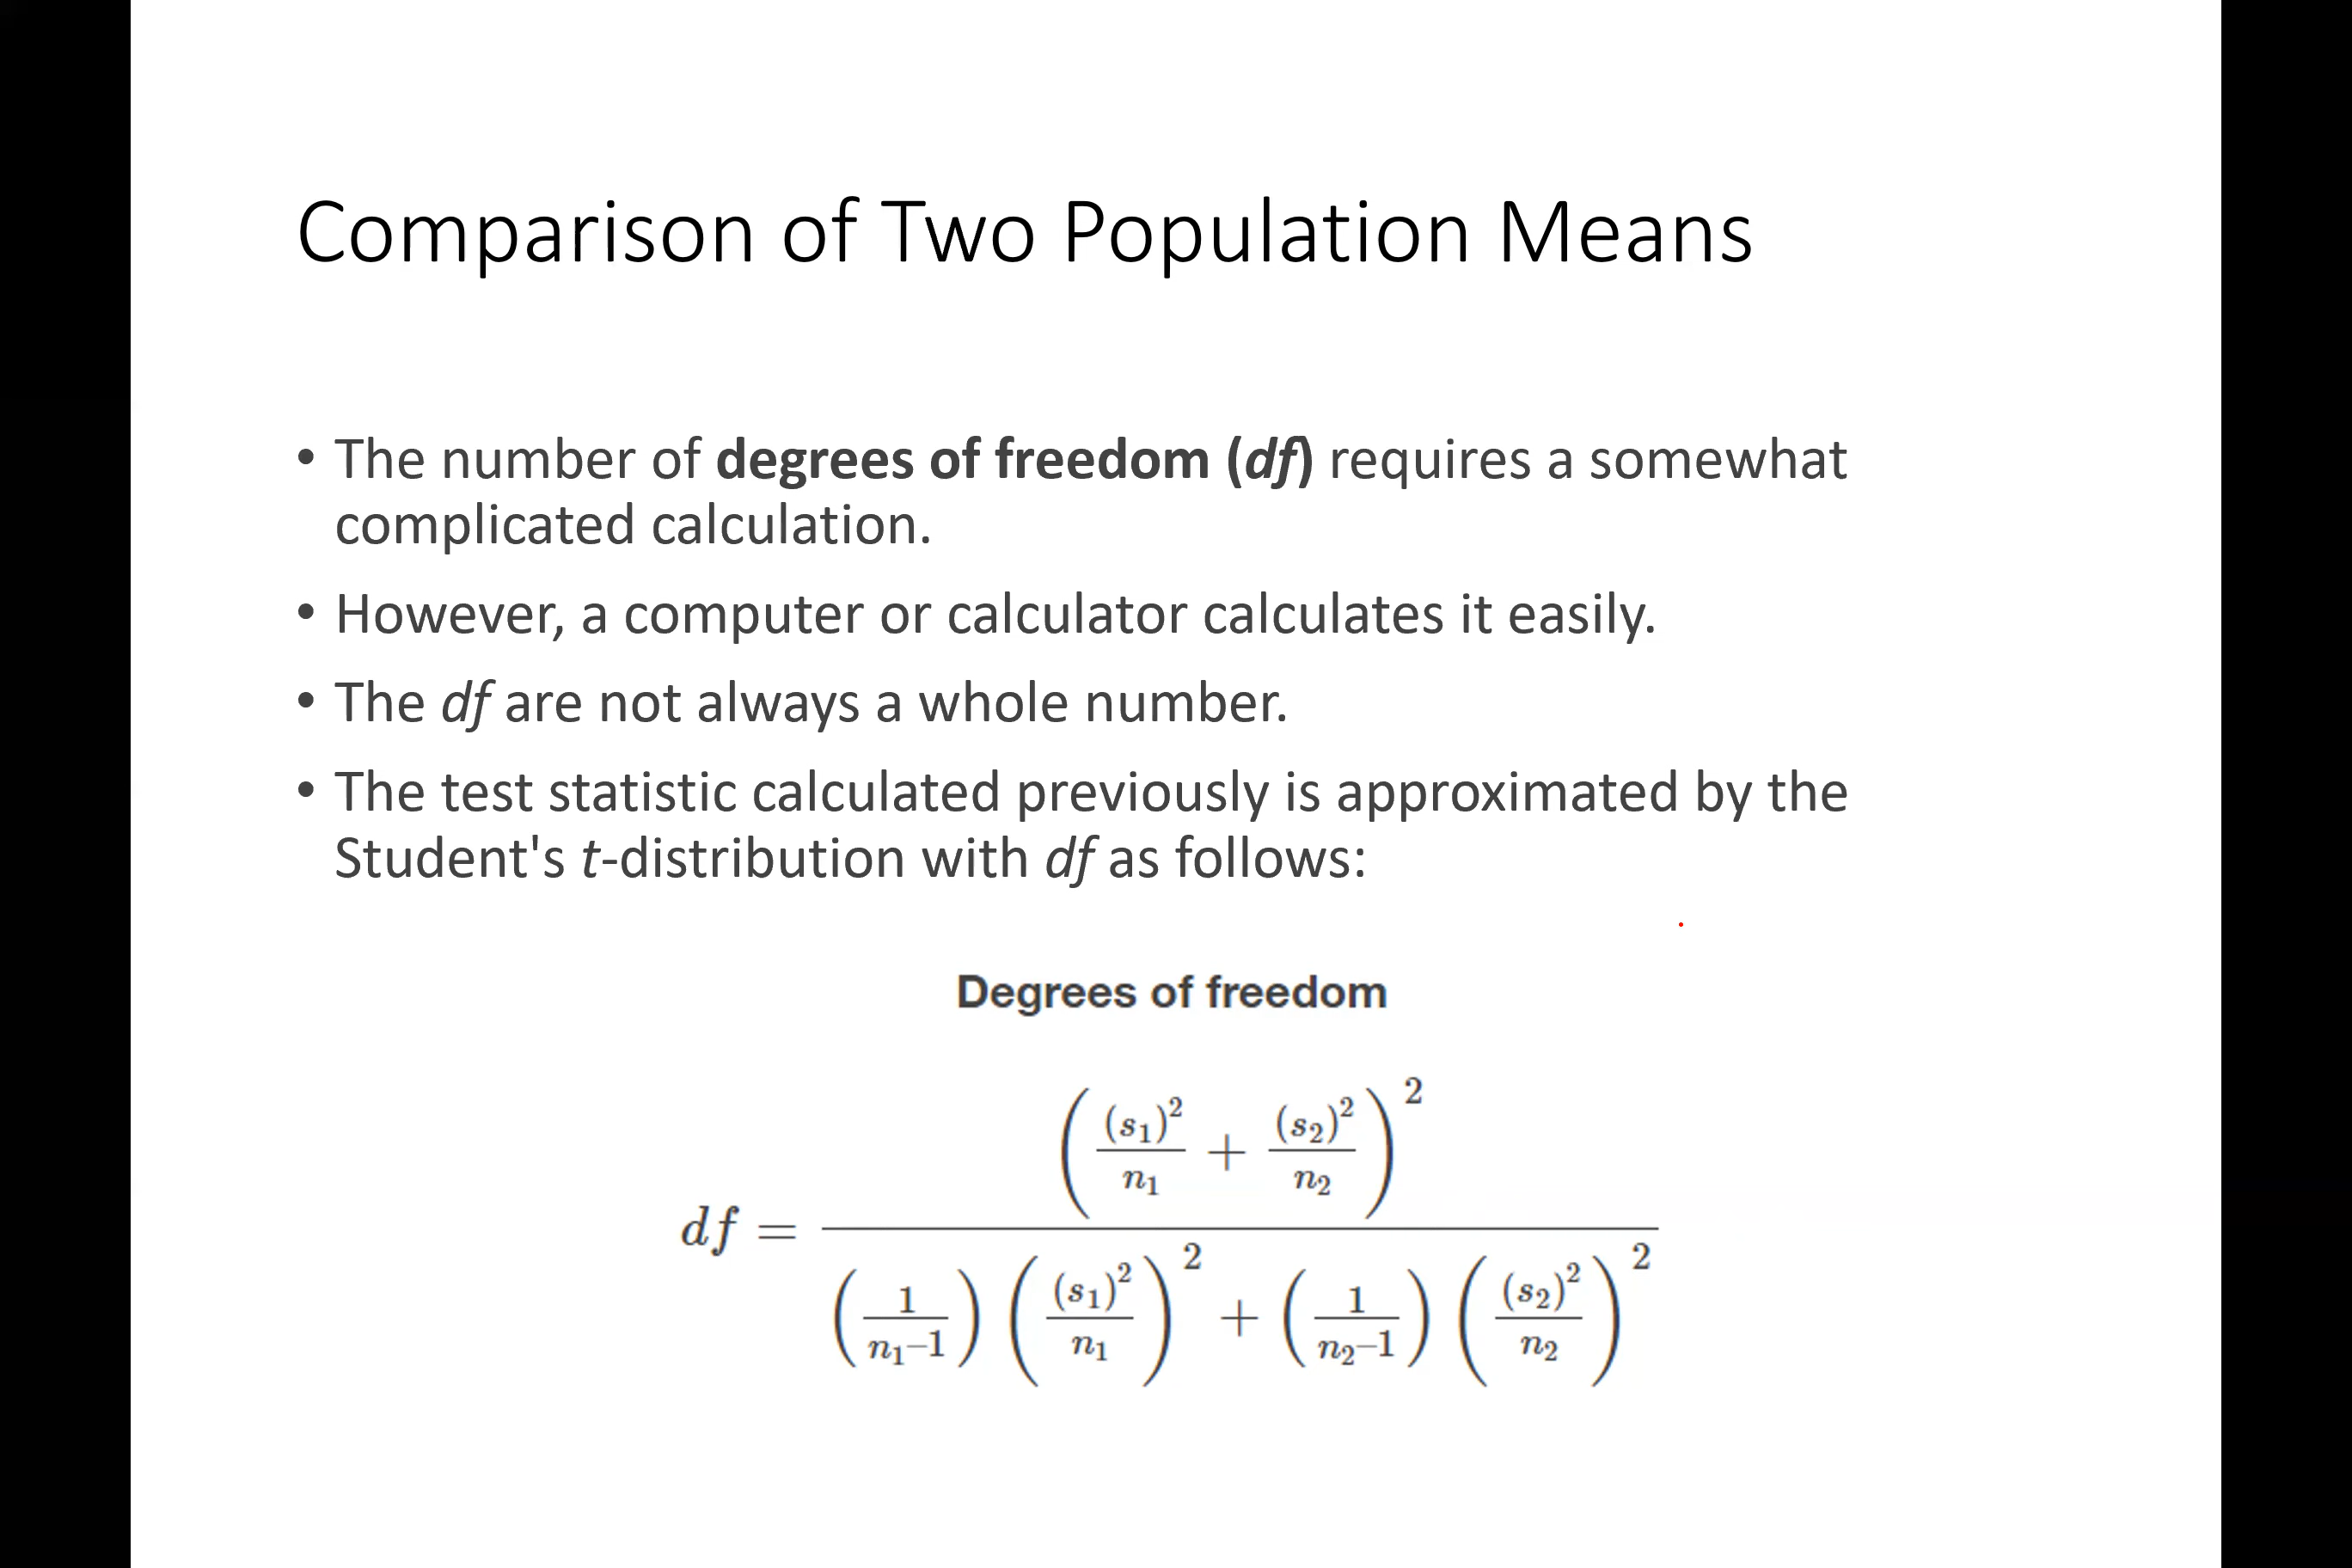 Comparison of Two Population Means
• The number of degrees of freedom (df) requires a somewhat
complicated calculation.
• However, a computer or calculator calculates it easily.
• The df are not always a whole number.
• The test statistic calculated previously is approximated by the
Student's t-distribution with df as follows:
Degrees of freedom
df = ((s₁)²/n₁ + (s₂)²/n₂)² / ((1/(n₁−1))((s₁)²/n₁)² + (1/(n₂−1))((s₂)²/n₂)²)